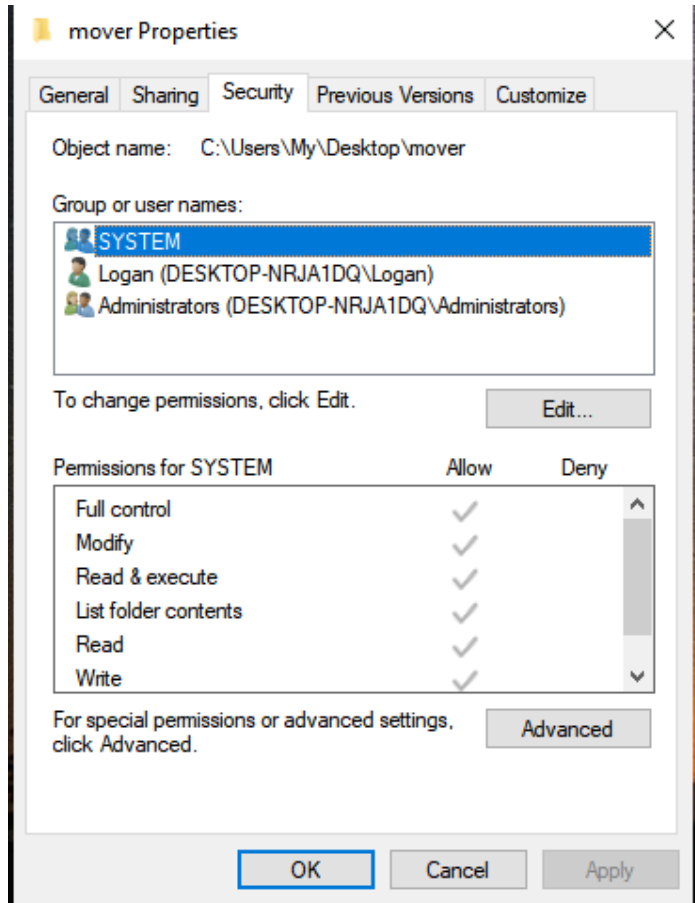 mover Properties
General Sharing Security Previous Versions Customize
Object name: C:\Users\My\Desktop\mover
Group or user names:
SYSTEM
Logan (DESKTOP-NRJA1DQ\Logan)
Administrators (DESKTOP-NRJA1DQ\Administrators)
To change permissions, click Edit.
Edit...
Permissions for SYSTEM Allow Deny
Full control
Modify
Read & execute
List folder contents
Read
Write
For special permissions or advanced settings,
click Advanced.
Advanced
OK Cancel Apply